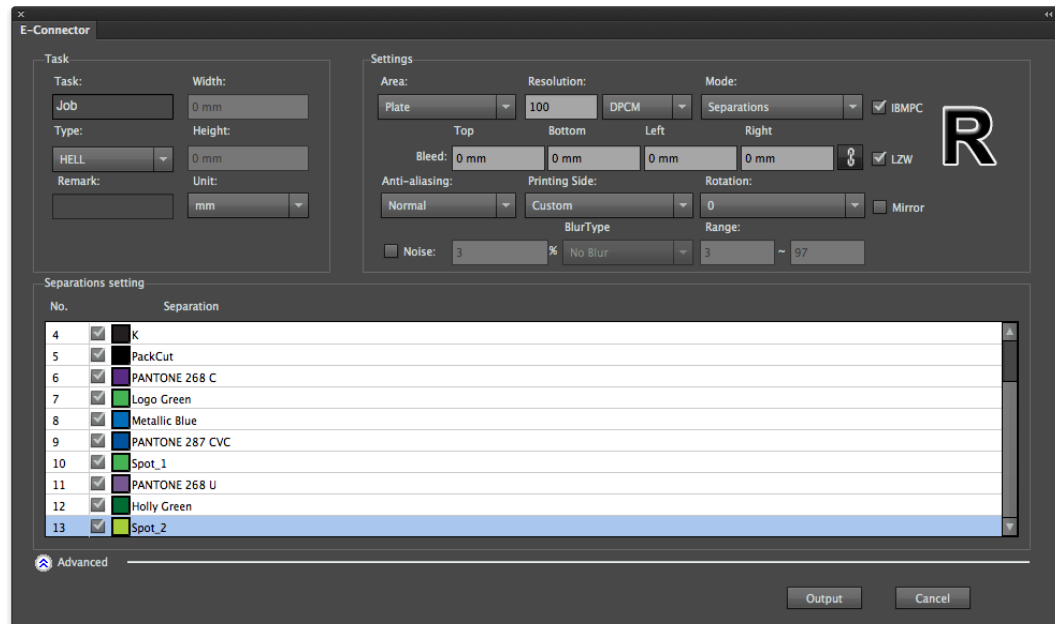 E-Connector
Task
Task:
Width:
Job
0 mm
Type:
Height:
HELL
0 mm
Remark:
Unit:
mm
Settings
Area:
Resolution:
Mode:
Plate
100
DPCM
Separations
IBMPC
R
Top
Bottom
Left
Right
Bleed:
0 mm
0 mm
0 mm
0 mm
LZW
Anti-aliasing:
Printing Side:
Rotation:
Normal
Custom
0
Mirror
BlurType
Range:
Noise:
3
%
No Blur
3
~
97
Separations setting
No.
Separation
4 K
5 PackCut
6 PANTONE 268 C
7 Logo Green
8 Metallic Blue
9 PANTONE 287 CVC
10 Spot_1
11 PANTONE 268 U
12 Holly Green
13 Spot_2
Advanced
Output
Cancel